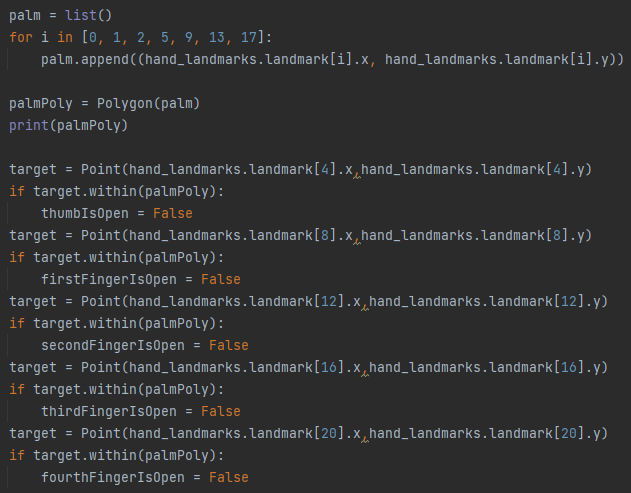 palm = list()
for i in [0, 1, 2, 5, 9, 13, 17]:
    palm.append((hand_landmarks.landmark[i].x, hand_landmarks.landmark[i].y))

palmPoly = Polygon(palm)
print(palmPoly)

target = Point(hand_landmarks.landmark[4].x,hand_landmarks.landmark[4].y)
if target.within(palmPoly):
    thumbIsOpen = False
target = Point(hand_landmarks.landmark[8].x,hand_landmarks.landmark[8].y)
if target.within(palmPoly):
    firstFingerIsOpen = False
target = Point(hand_landmarks.landmark[12].x,hand_landmarks.landmark[12].y)
if target.within(palmPoly):
    secondFingerIsOpen = False
target = Point(hand_landmarks.landmark[16].x,hand_landmarks.landmark[16].y)
if target.within(palmPoly):
    thirdFingerIsOpen = False
target = Point(hand_landmarks.landmark[20].x,hand_landmarks.landmark[20].y)
if target.within(palmPoly):
    fourthFingerIsOpen = False